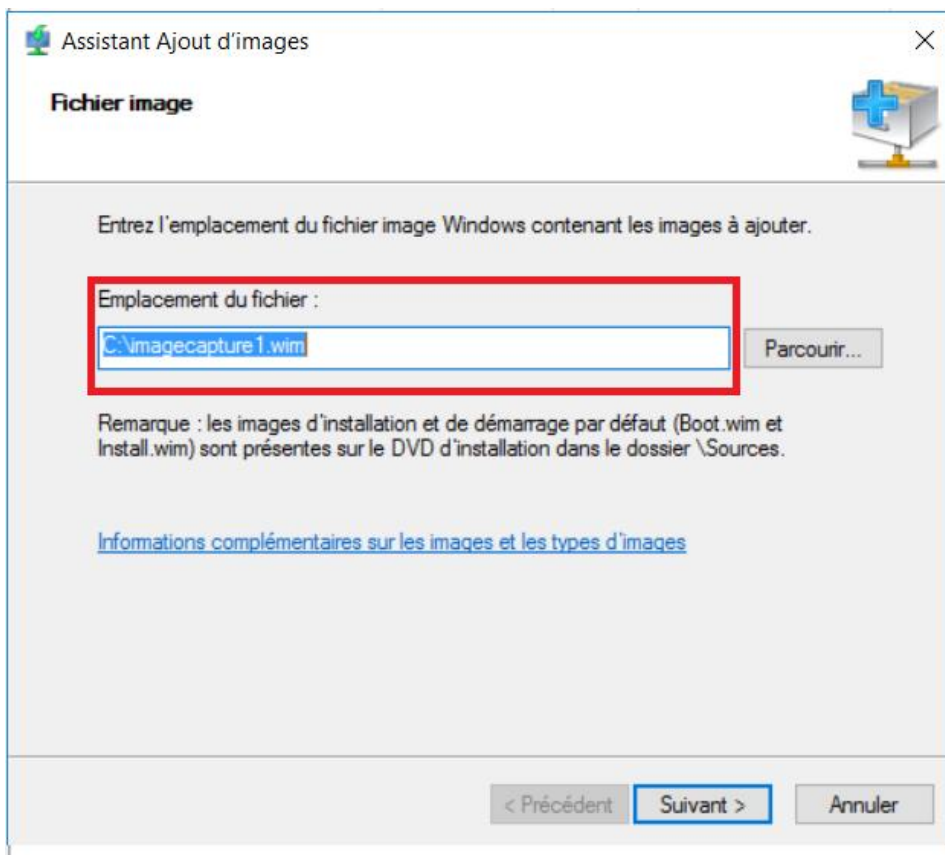 Assistant Ajout d'images
Fichier image
Entrez l'emplacement du fichier image Windows contenant les images à ajouter.
Emplacement du fichier :
C:\imagecapture1.wim
Parcourir...
Remarque : les images d'installation et de démarrage par défaut (Boot.wim et
Install.wim) sont présentes sur le DVD d'installation dans le dossier \Sources.
Informations complémentaires sur les images et les types d'images
< Précédent
Suivant >
Annuler